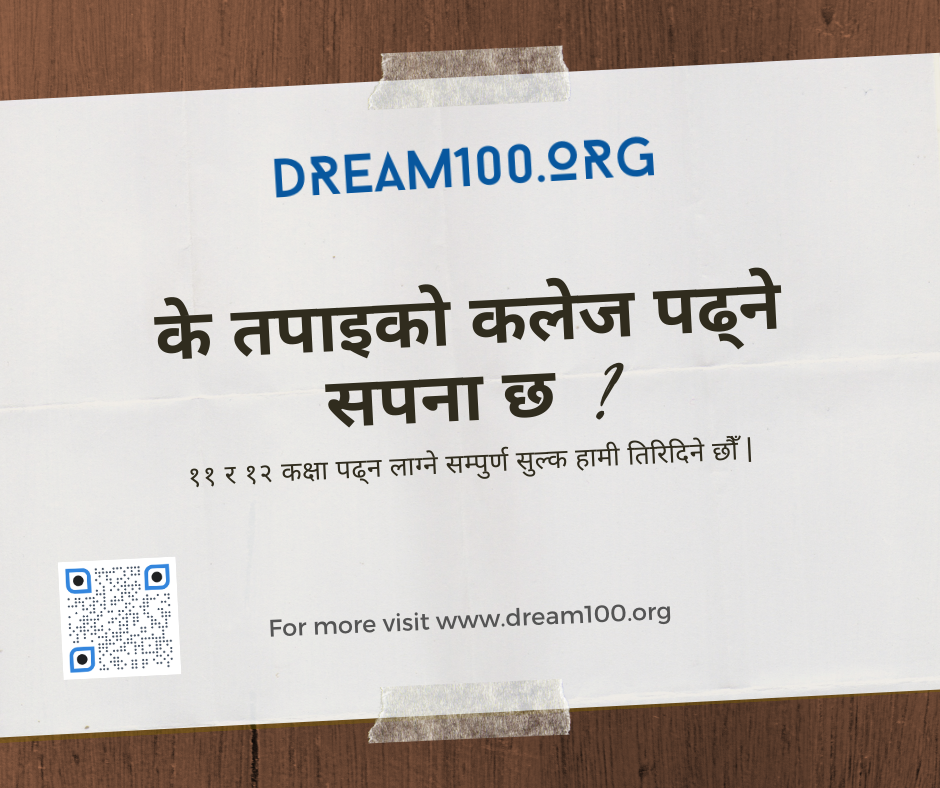 DREAM100.ORG
के तपाइको कलेज पढ्ने
सपना छ ?
११ र १२ कक्षा पढ्न लाग्ने सम्पुर्ण सुल्क हामी तिरिदिने छौँ |
For more visit www.dream100.org